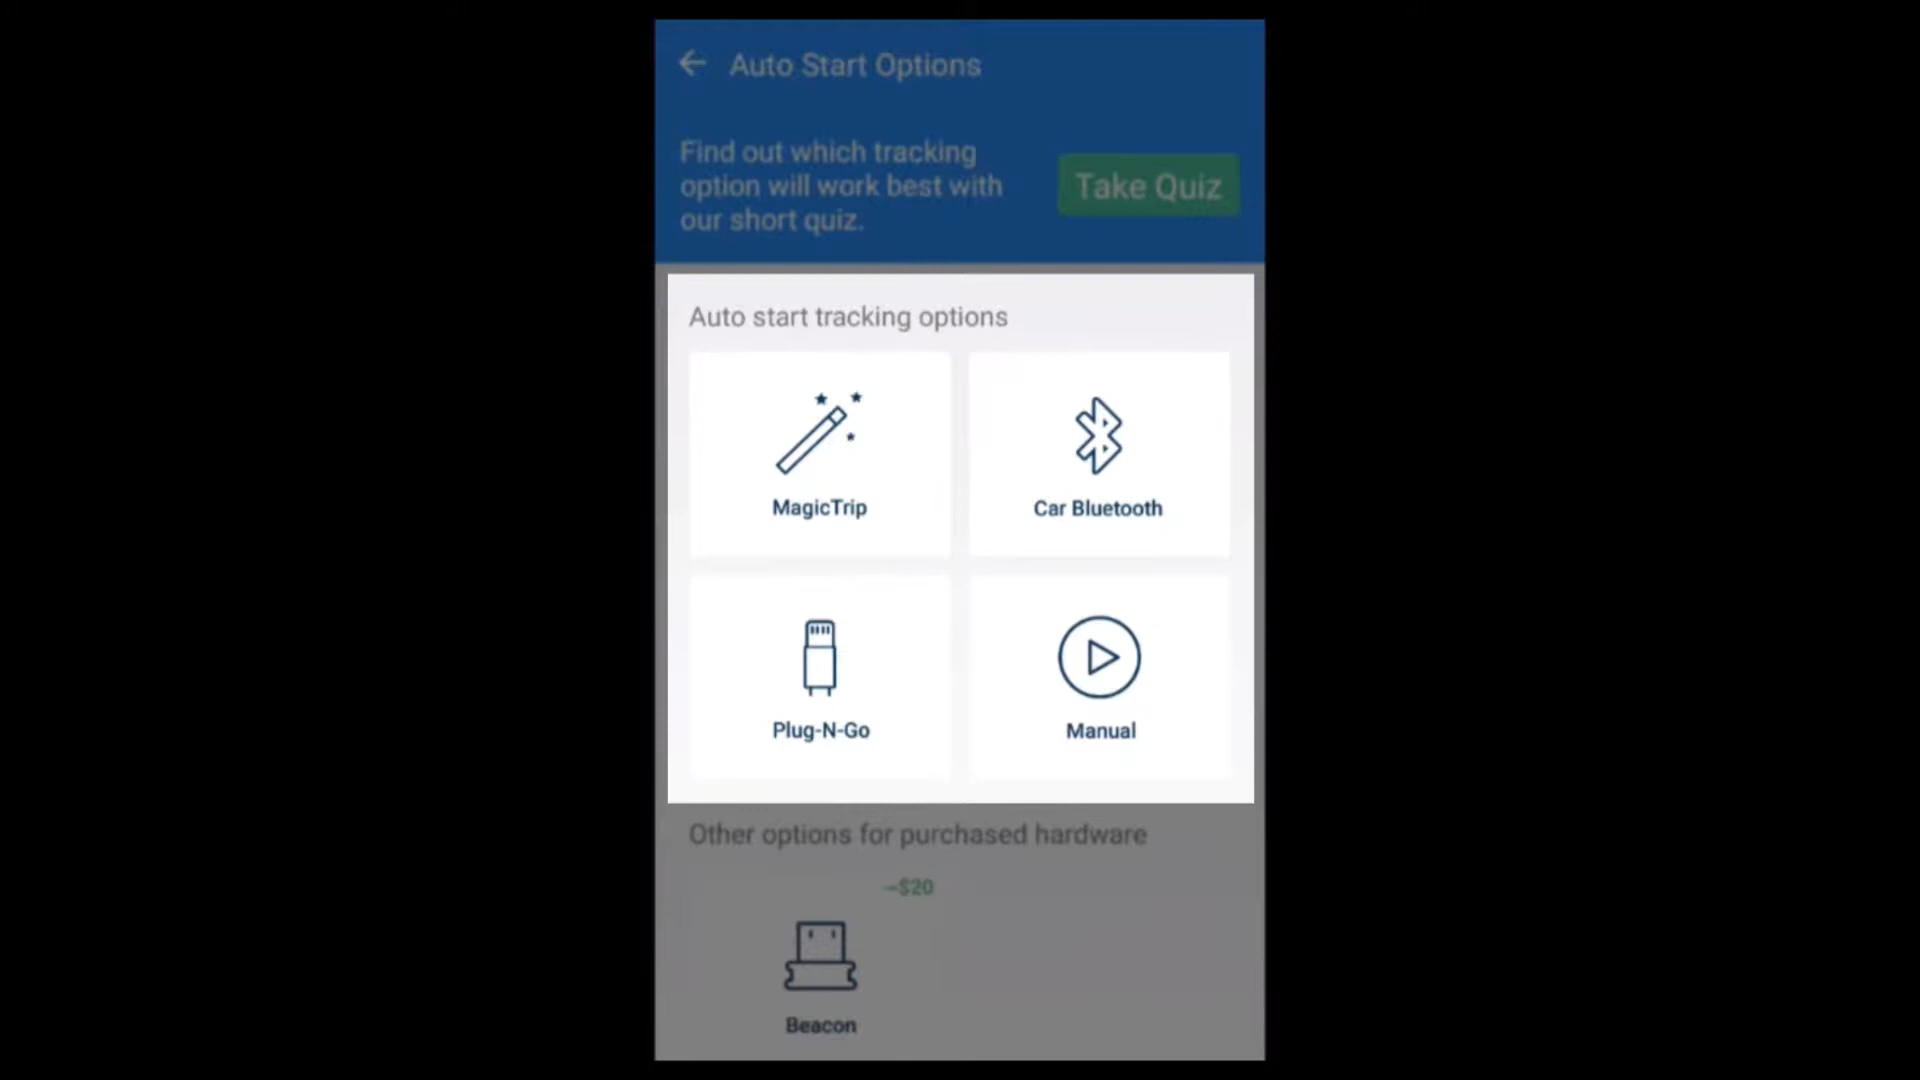 Auto Start Options
Find out which tracking
option will work best with
our short quiz.
Take Quiz
Auto start tracking options
MagicTrip
Car Bluetooth
Plug-N-Go
Manual
Other options for purchased hardware
~$20
Beacon